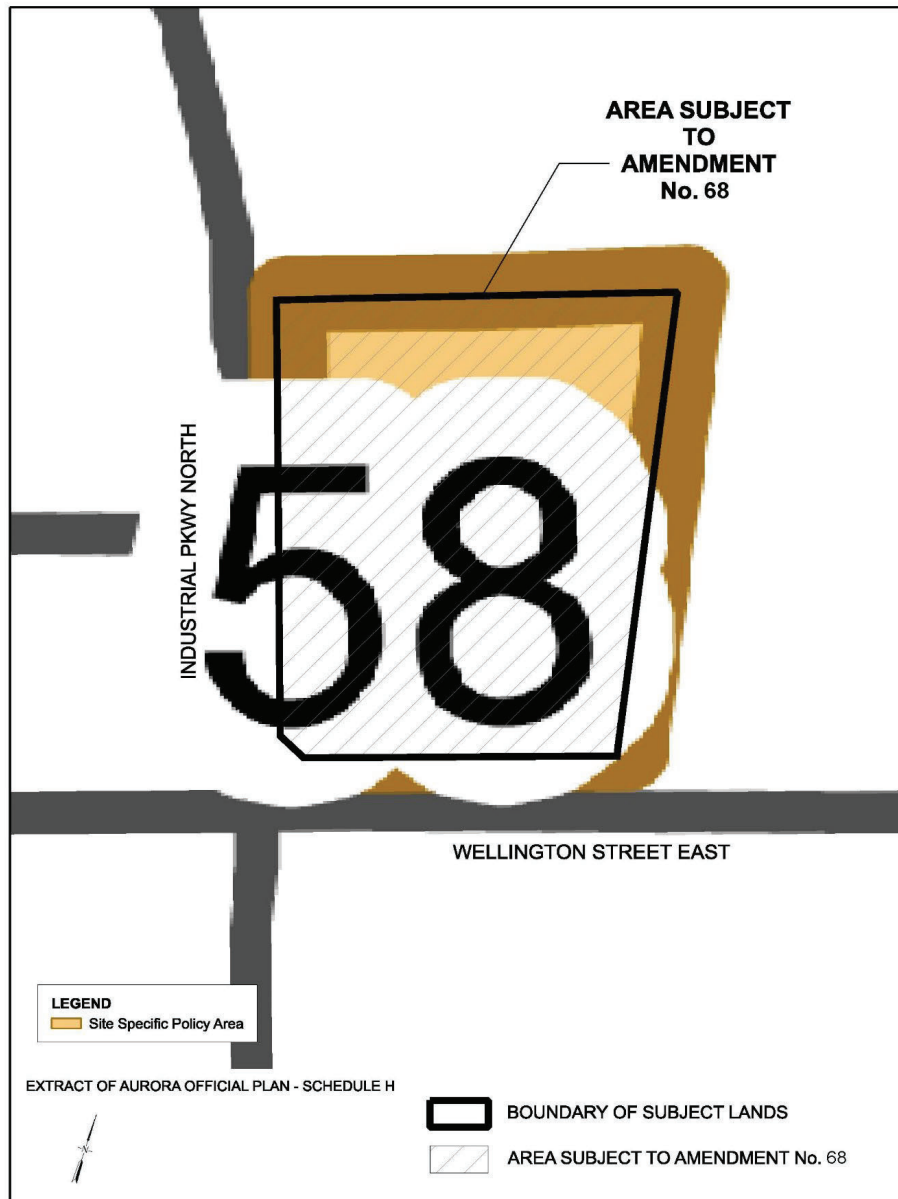 AREA SUBJECT
TO
AMENDMENT
No. 68
INDUSTRIAL PKWY NORTH
58
WELLINGTON STREET EAST
LEGEND
Site Specific Policy Area
EXTRACT OF AURORA OFFICIAL PLAN - SCHEDULE H
N
BOUNDARY OF SUBJECT LANDS
AREA SUBJECT TO AMENDMENT No. 68